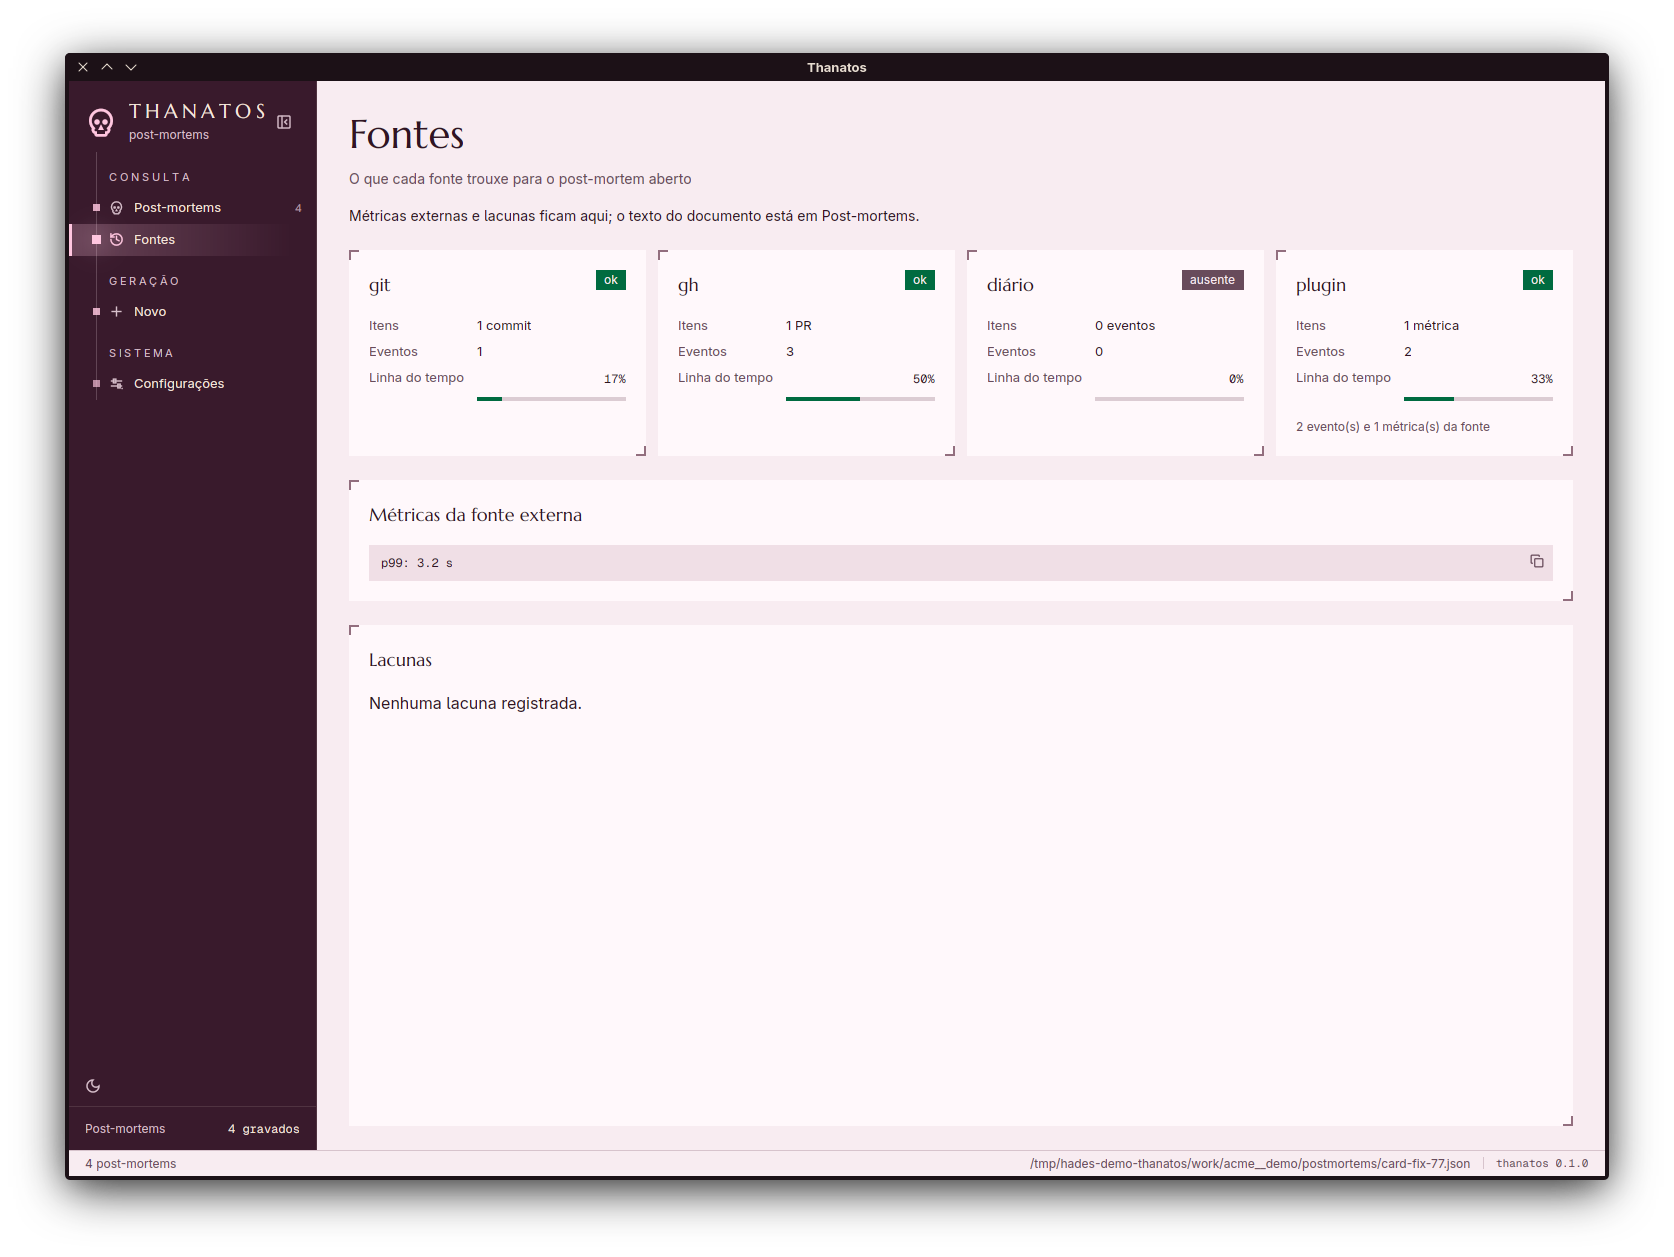 Thanatos
THANATOS
post-mortems
CONSULTA
Post-mortems 4
Fontes
GERAÇÃO
Novo
SISTEMA
Configurações
Post-mortems 4 gravados
Fontes
O que cada fonte trouxe para o post-mortem aberto
Métricas externas e lacunas ficam aqui; o texto do documento está em Post-mortems.
git ok
Itens 1 commit
Eventos 1
Linha do tempo 17%
gh ok
Itens 1 PR
Eventos 3
Linha do tempo 50%
diário ausente
Itens 0 eventos
Eventos 0
Linha do tempo 0%
plugin ok
Itens 1 métrica
Eventos 2
Linha do tempo 33%
2 evento(s) e 1 métrica(s) da fonte
Métricas da fonte externa
p99: 3.2 s
Lacunas
Nenhuma lacuna registrada.
4 post-mortems /tmp/hades-demo-thanatos/work/acme__demo/postmortems/card-fix-77.json thanatos 0.1.0